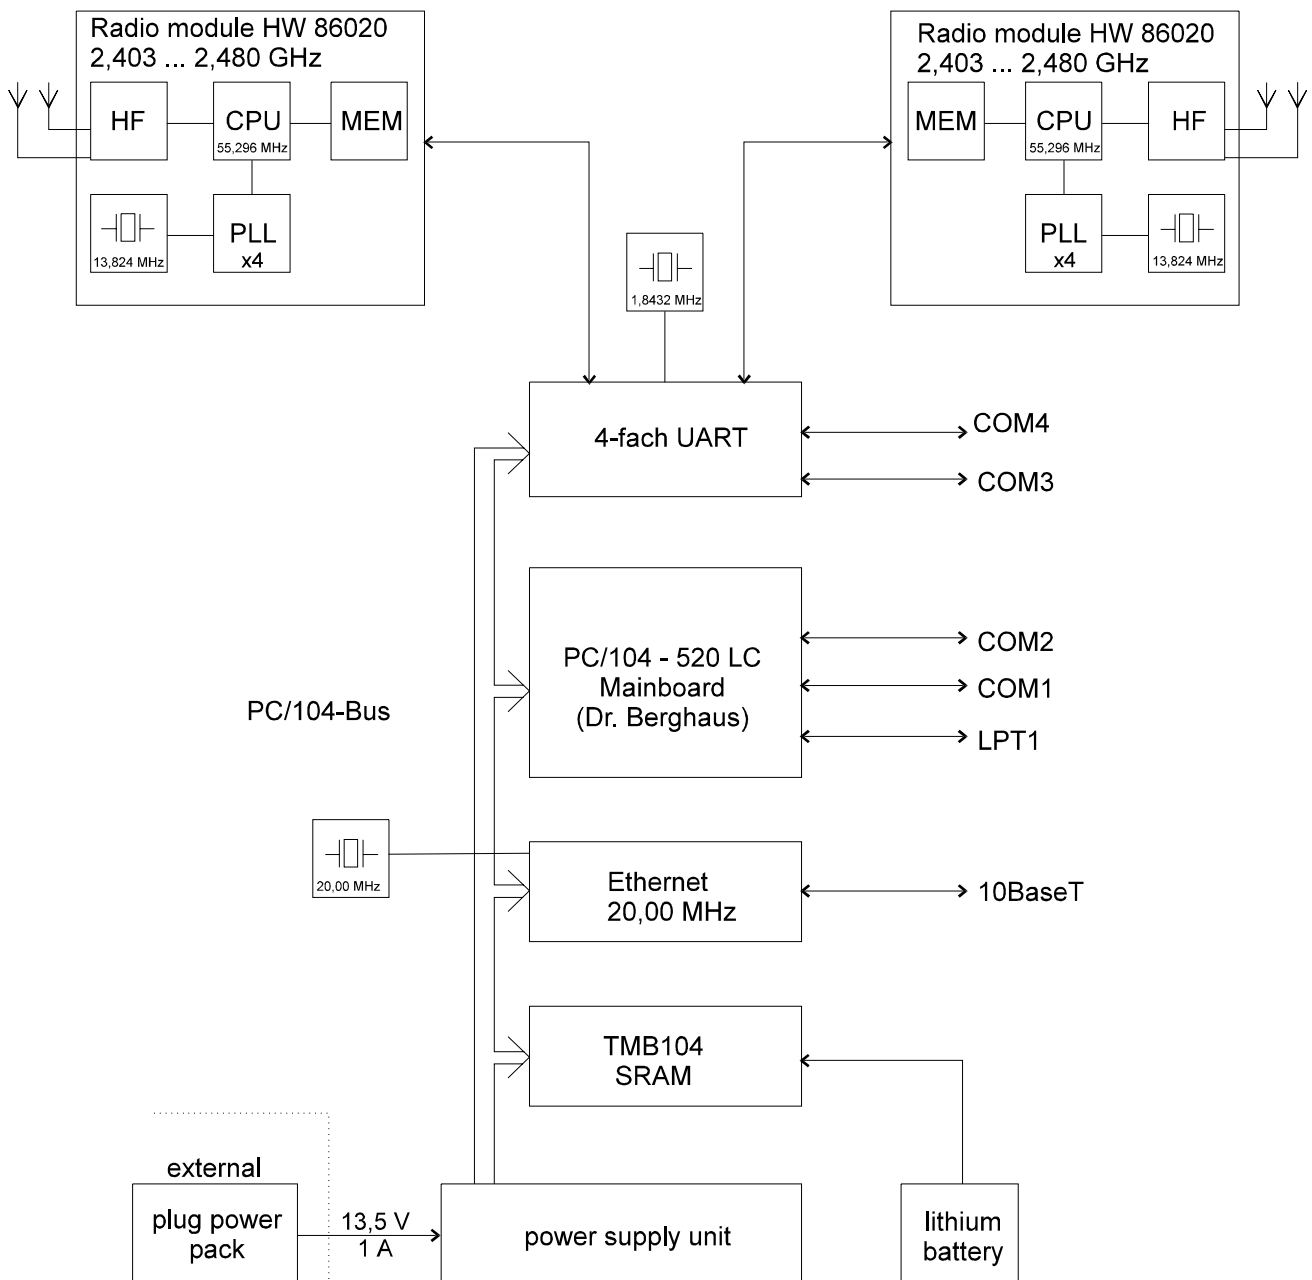 Radio module HW 86020
2,403 ... 2,480 GHz
HF
CPU
55,296 MHz
MEM
13,824 MHz
PLL
x4
Radio module HW 86020
2,403 ... 2,480 GHz
MEM
CPU
55,296 MHz
HF
PLL
x4
13,824 MHz
1,8432 MHz
4-fach UART
COM4
COM3
PC/104 - 520 LC
Mainboard
(Dr. Berghaus)
COM2
COM1
LPT1
PC/104-Bus
20,00 MHz
Ethernet
20,00 MHz
10BaseT
TMB104
SRAM
external
plug power
pack
13,5 V
1 A
power supply unit
lithium
battery